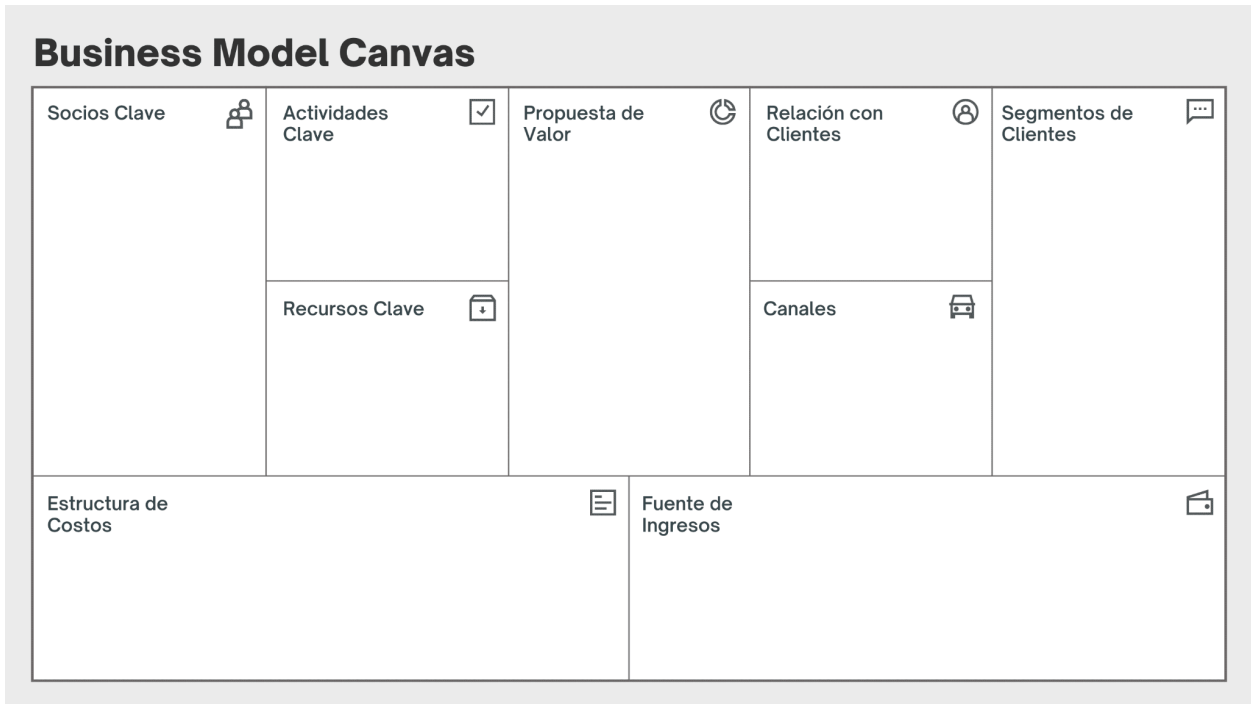 Business Model Canvas
Socios Clave
Actividades
Clave
Recursos Clave
Propuesta de
Valor
Relación con
Clientes
Canales
Segmentos de
Clientes
Estructura de
Costos
Fuente de
Ingresos